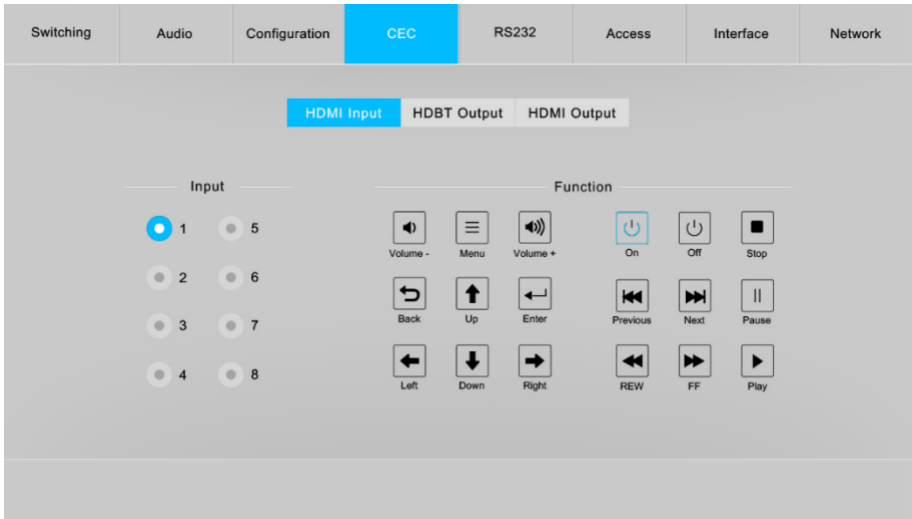 Switching Audio Configuration CEC RS232 Access Interface Network
HDMI Input HDBT Output HDMI Output
Input Function
1 5
Volume - Menu Volume + On Off Stop
2 6
Back Up Enter Previous Next Pause
3 7
4 8
Left Down Right REW FF Play